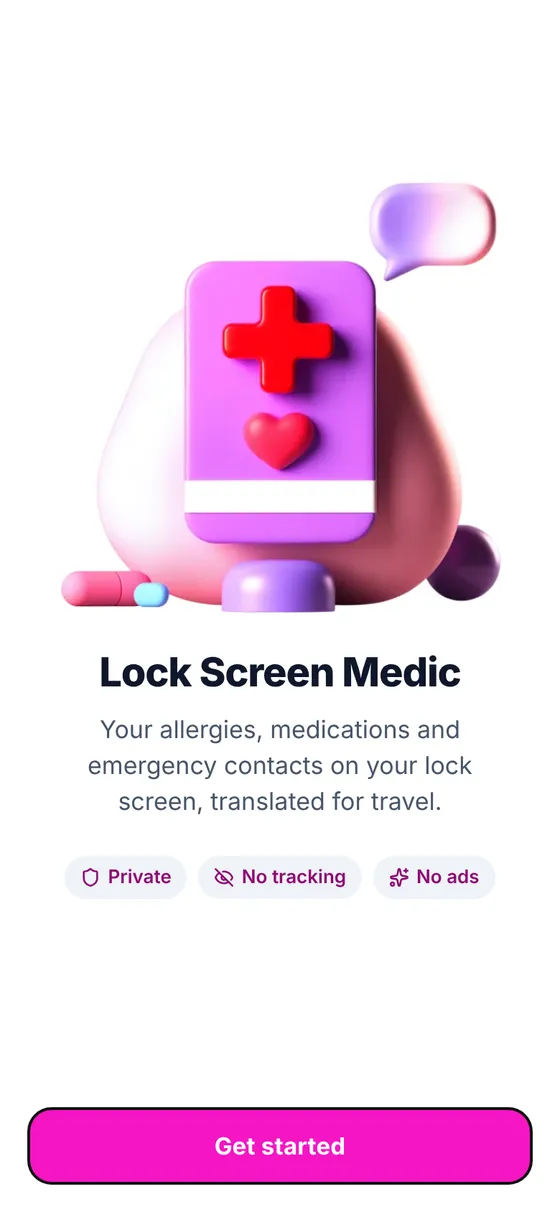 Lock Screen Medic
Your allergies, medications and
emergency contacts on your lock
screen, translated for travel.
Private
No tracking
No ads
Get started